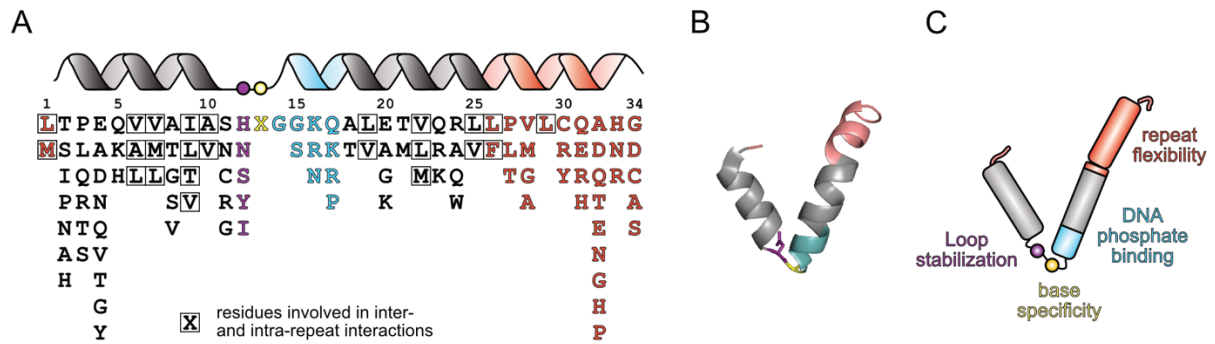 A
B
C
1 5 10 15 20 25 30 34
LTPEQVVAIASHXGGKQALETVQRLLPVLCQAHG
MSLAKAMTLVNN SRKTVAMLRAVFLM REDND
IQDHLLGT CS NR G MKQ TG YRQRC
PRN SV RY P K W A HT A
NTQ V GI E S
ASV N
H T G
G H
Y P
X
residues involved in inter-
and intra-repeat interactions
repeat
flexibility
DNA
phosphate
binding
Loop
stabilization
base
specificity